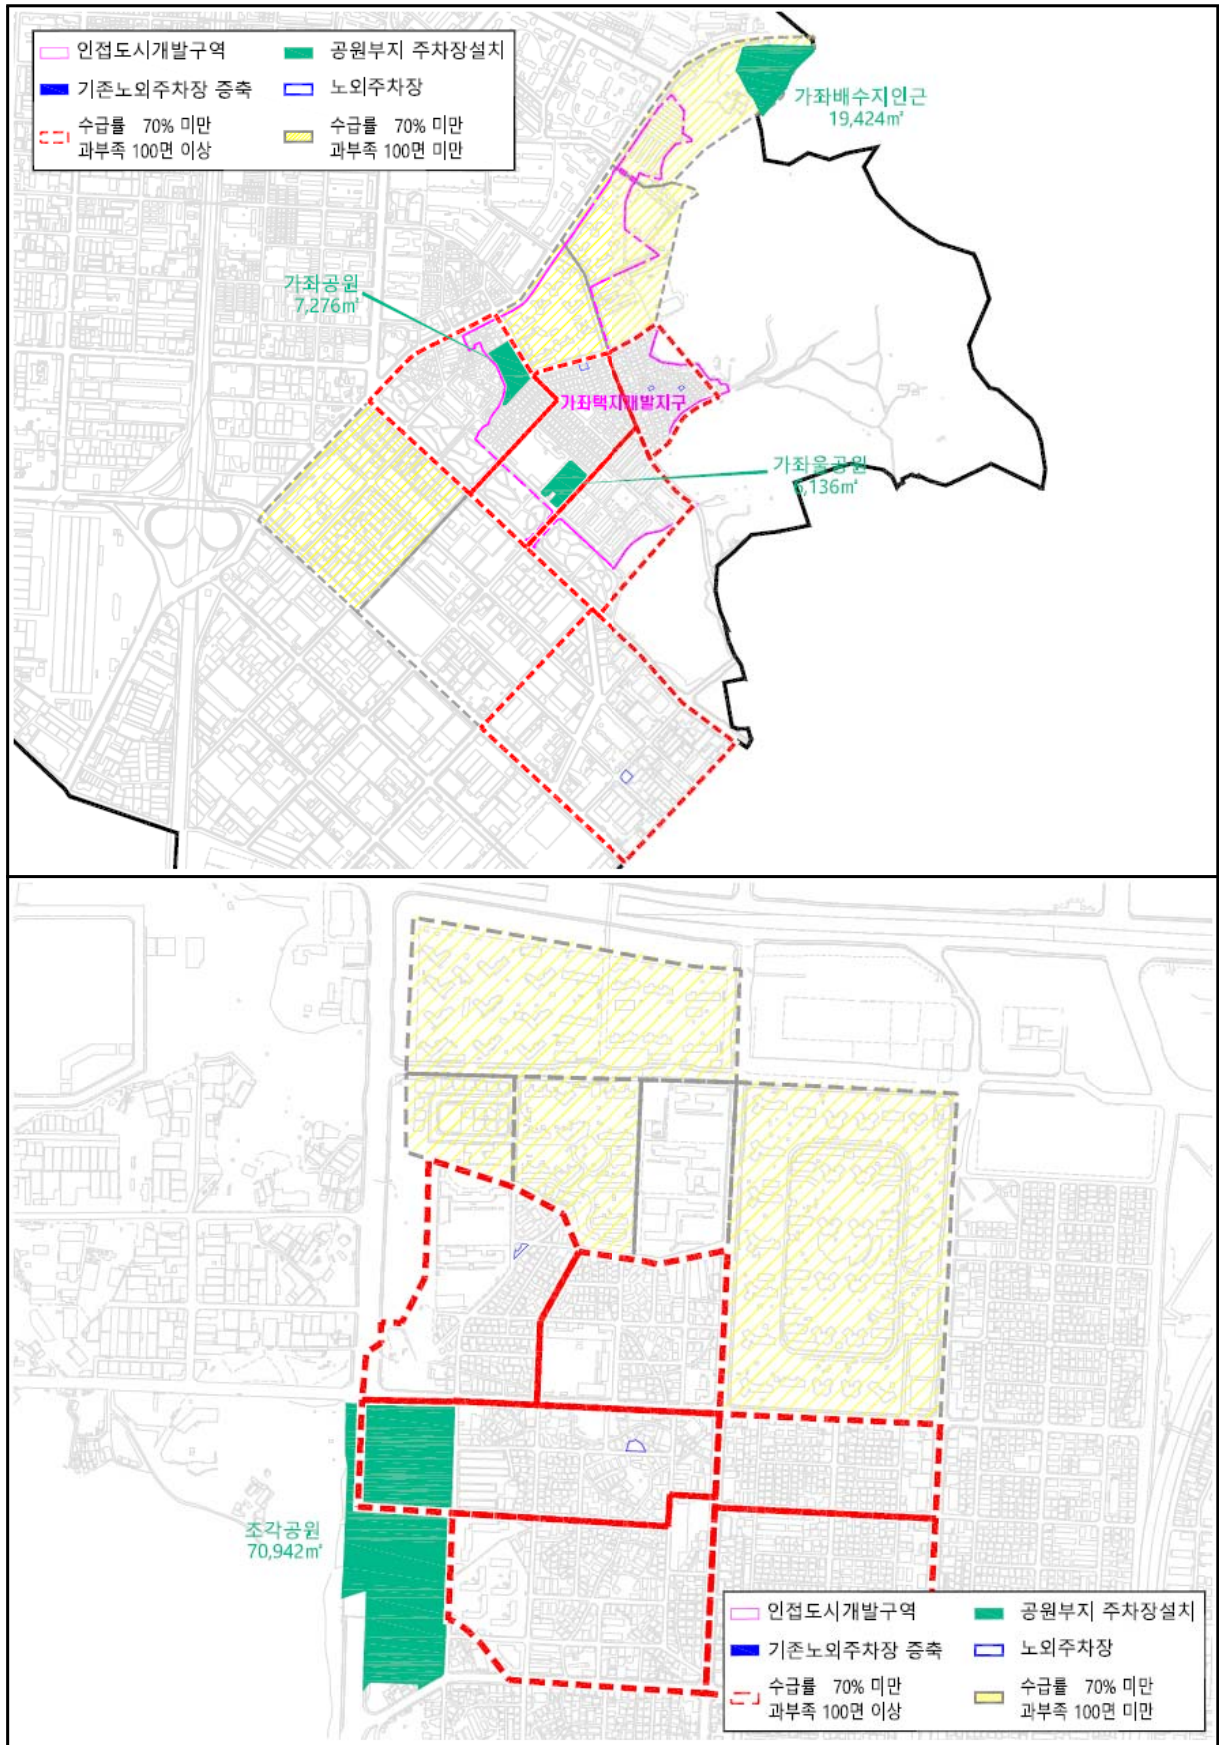 인접도시개발구역
공원부지 주차장설치
기존노외주차장 증축
노외주차장
수급률 70% 미만
과부족 100면 이상
수급률 70% 미만
과부족 100면 미만
가좌배수지인근
19,424㎡
가좌공원
7,276㎡
가좌택지개발지구
가좌울공원
6,136㎡
조각공원
70,942㎡
인접도시개발구역
공원부지 주차장설치
기존노외주차장 증축
노외주차장
수급률 70% 미만
과부족 100면 이상
수급률 70% 미만
과부족 100면 미만